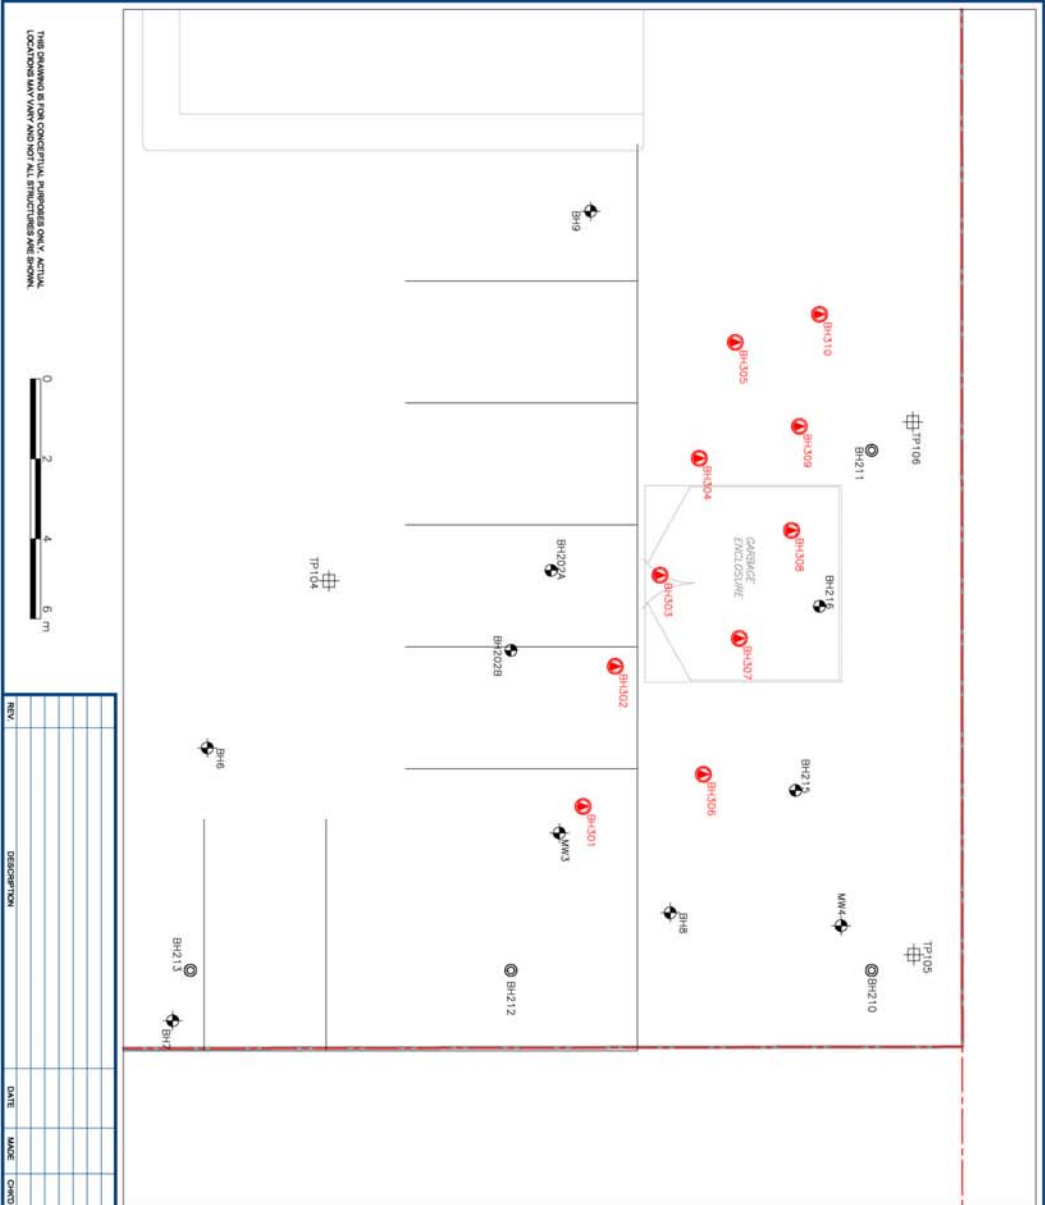 THIS DRAWING IS FOR CONCEPTUAL PURPOSES ONLY. ACTUAL
LOCATIONS MAY VARY AND NOT ALL STRUCTURES ARE SHOWN.
0 2 4 6 m
TP106
BH211
BH310
BH305
BH309
BH304
BH9
BH308
GARBAGE
ENCLOSURE
BH216
BH303
BH307
BH202A
BH202B
BH302
TP104
BH6
BH215
BH306
BH301
MW3
MW4
BH8
TP105
BH210
BH212
BH213
BH7
REV.
DESCRIPTION
DATE
MADE
CHK'D